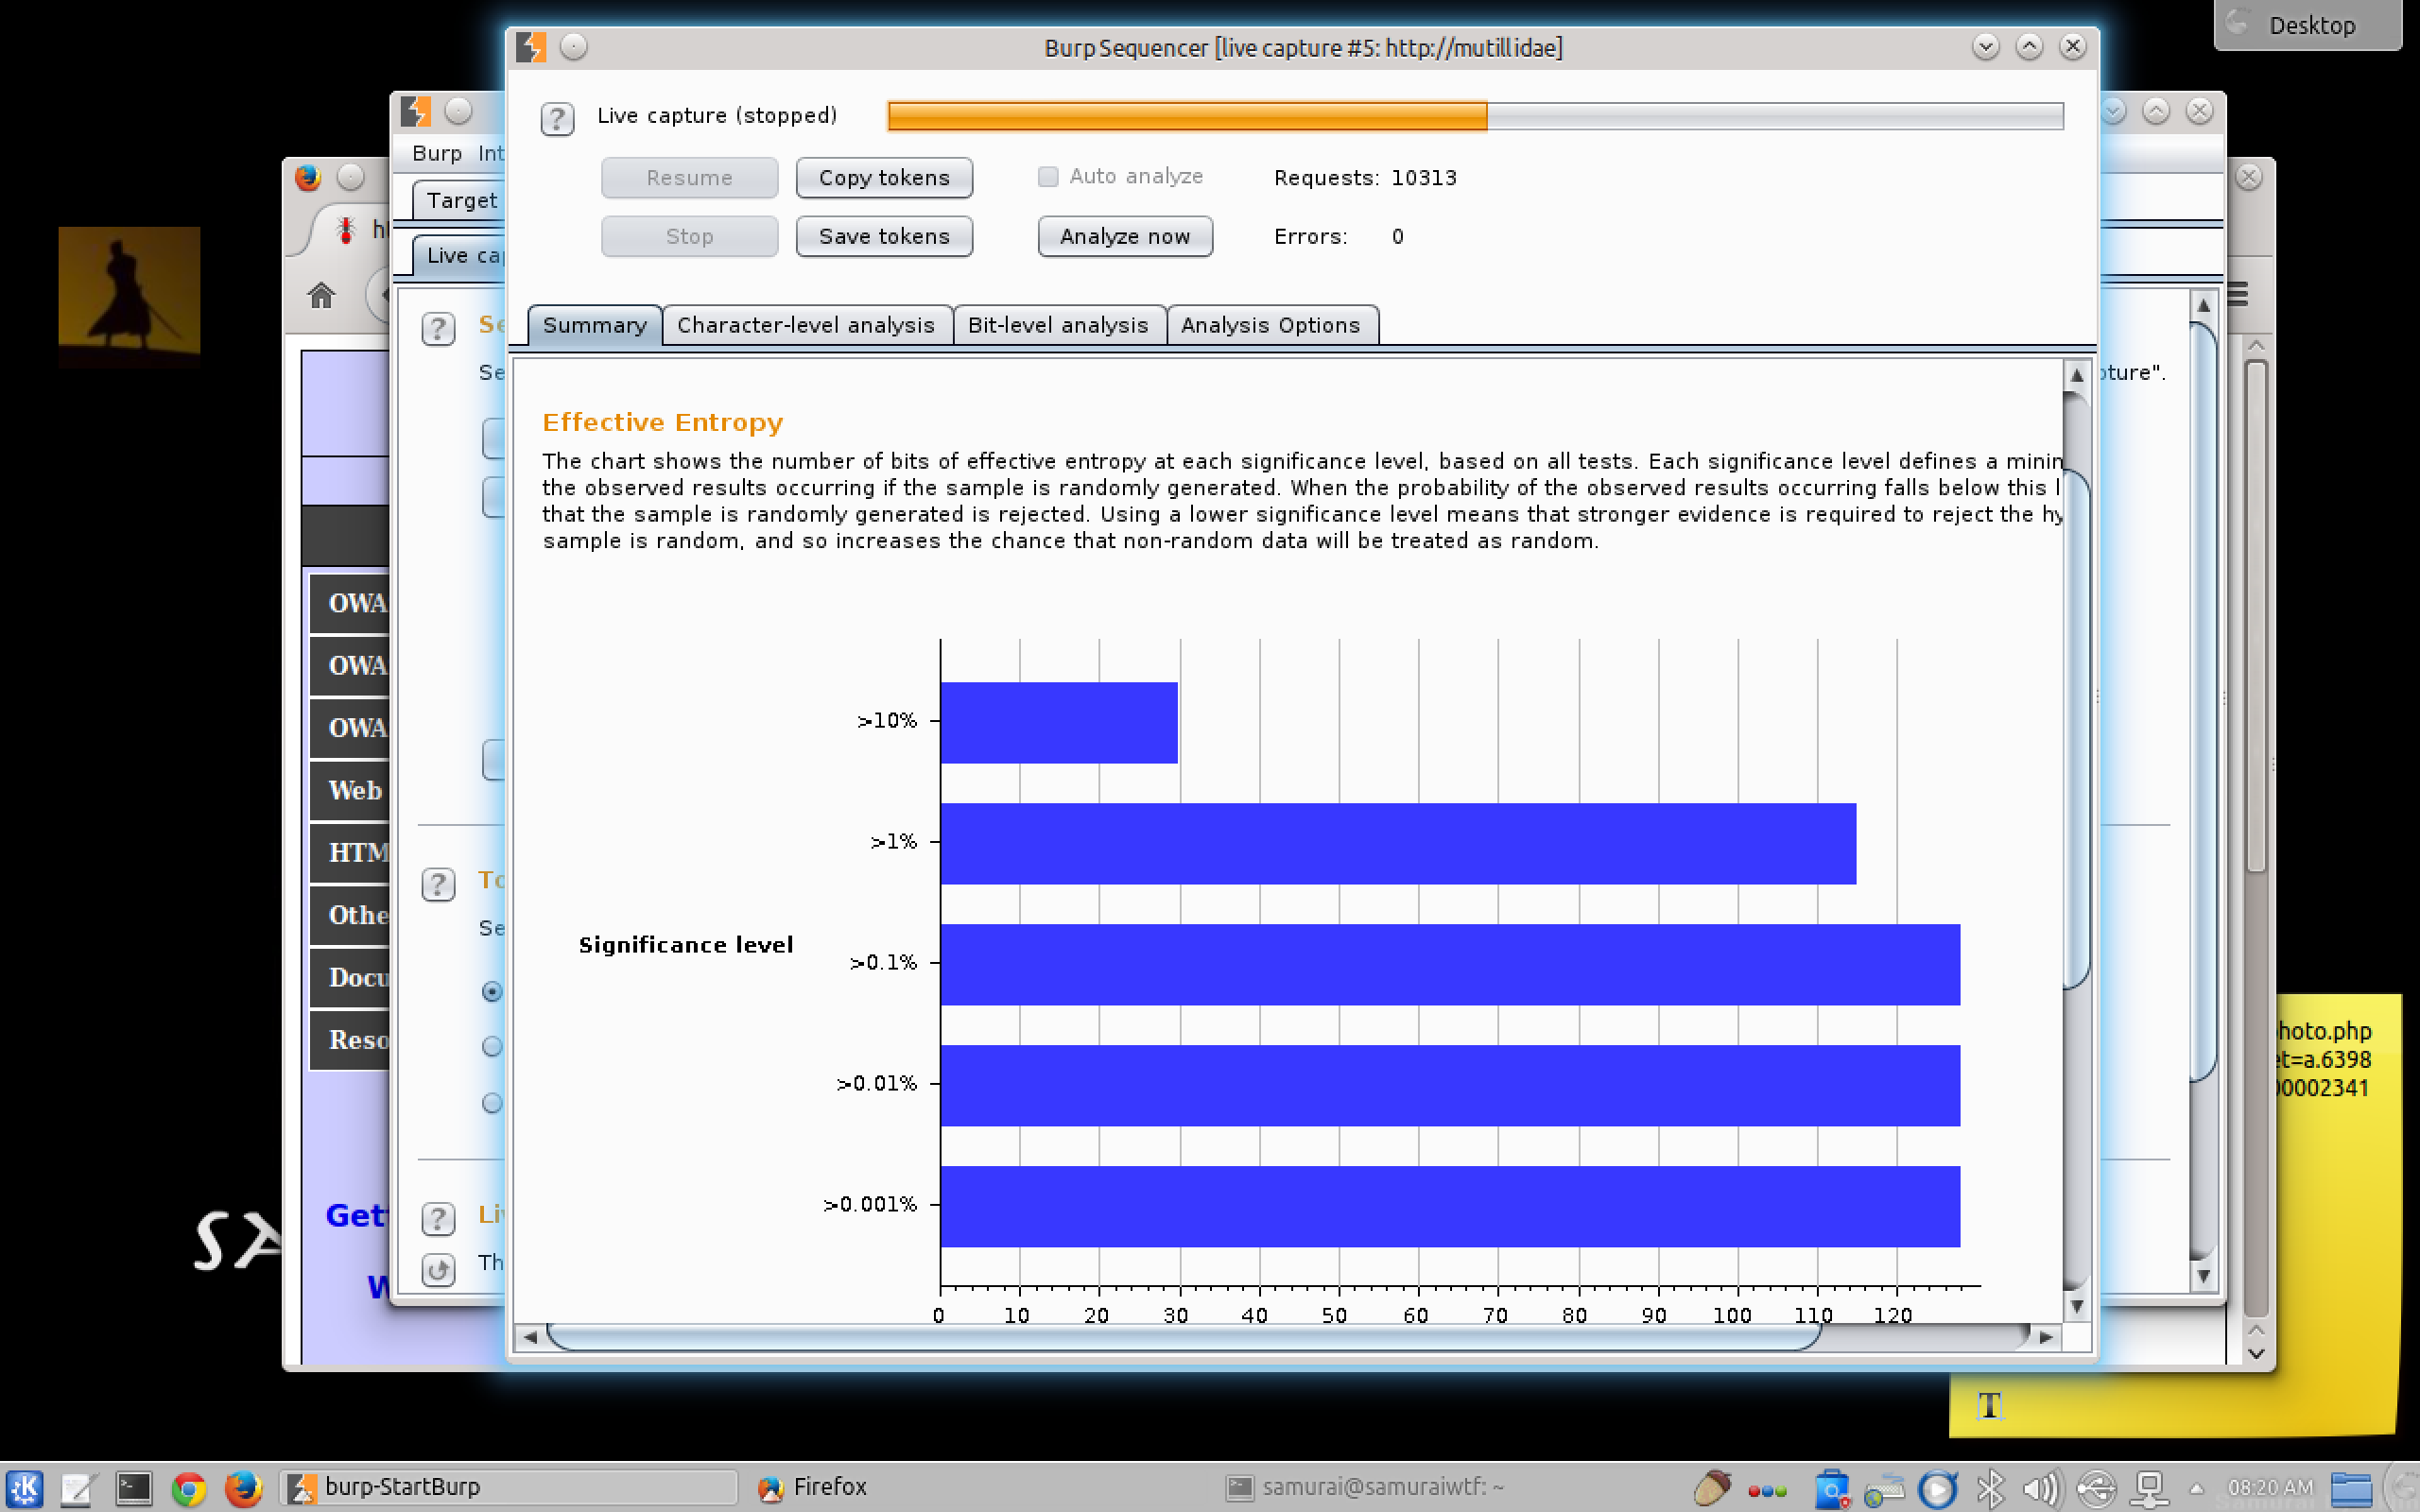 Desktop
Burp Sequencer [live capture #5: http://mutillidae]
Live capture (stopped)
Resume
Copy tokens
Auto analyze
Requests: 10313
Stop
Save tokens
Analyze now
Errors: 0
Summary
Character-level analysis
Bit-level analysis
Analysis Options
Effective Entropy
The chart shows the number of bits of effective entropy at each significance level, based on all tests. Each significance level defines a minin
the observed results occurring if the sample is randomly generated. When the probability of the observed results occurring falls below this l
that the sample is randomly generated is rejected. Using a lower significance level means that stronger evidence is required to reject the hy
sample is random, and so increases the chance that non-random data will be treated as random.
>10%
>1%
>0.1%
>0.01%
>0.001%
Significance level
0 10 20 30 40 50 60 70 80 90 100 110 120
Burp Int
Target
Live ca
Se
Se
To
Se
Li
Th
pture".
ht
OWA
OWA
OWA
Web
HTM
Othe
Docu
Reso
Gett
W
SA
hoto.php
et=a.6398
00002341
T
burp-StartBurp
Firefox
samurai@samuraiwtf: ~
08:20 AM